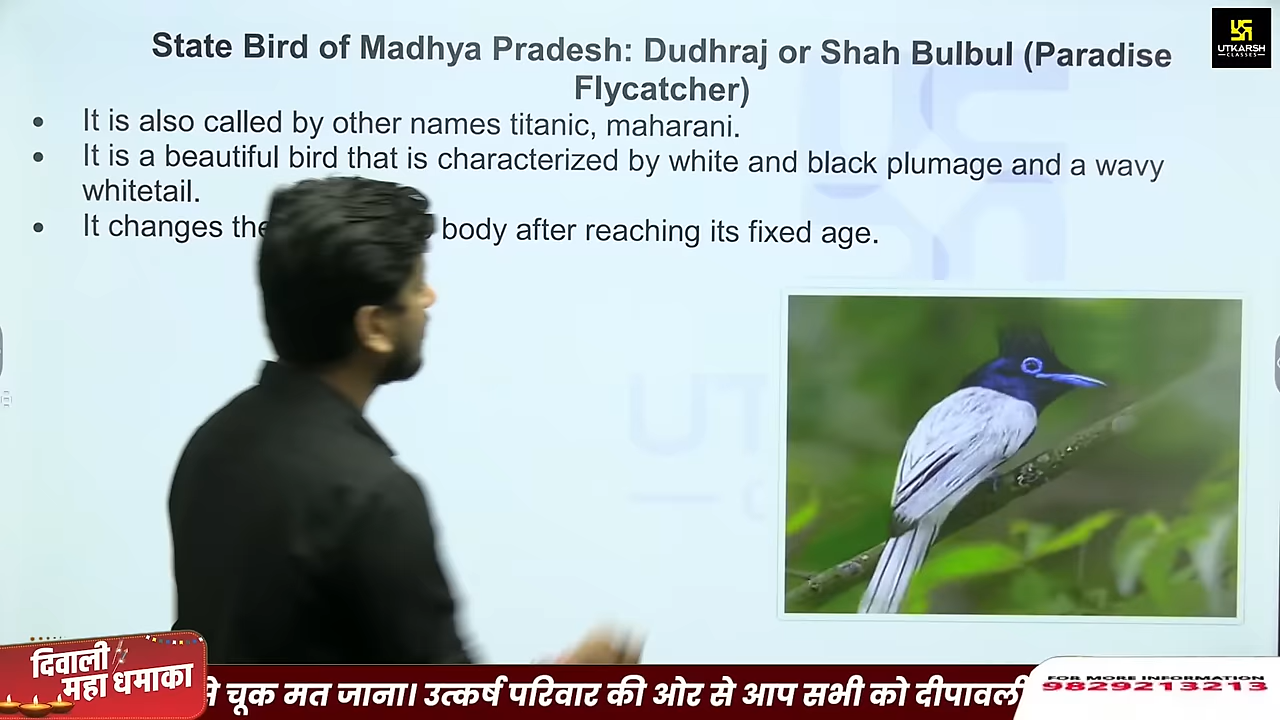 UTKARSH
CLASSES
State Bird of Madhya Pradesh: Dudhraj or Shah Bulbul (Paradise
Flycatcher)
• It is also called by other names titanic, maharani.
• It is a beautiful bird that is characterized by white and black plumage and a wavy
whitetail.
• It changes the body after reaching its fixed age.
दिवाली
महा धमाका
चूक मत जाना। उत्कर्ष परिवार की ओर से आप सभी को दीपावली
FOR MORE INFORMATION
9829213213